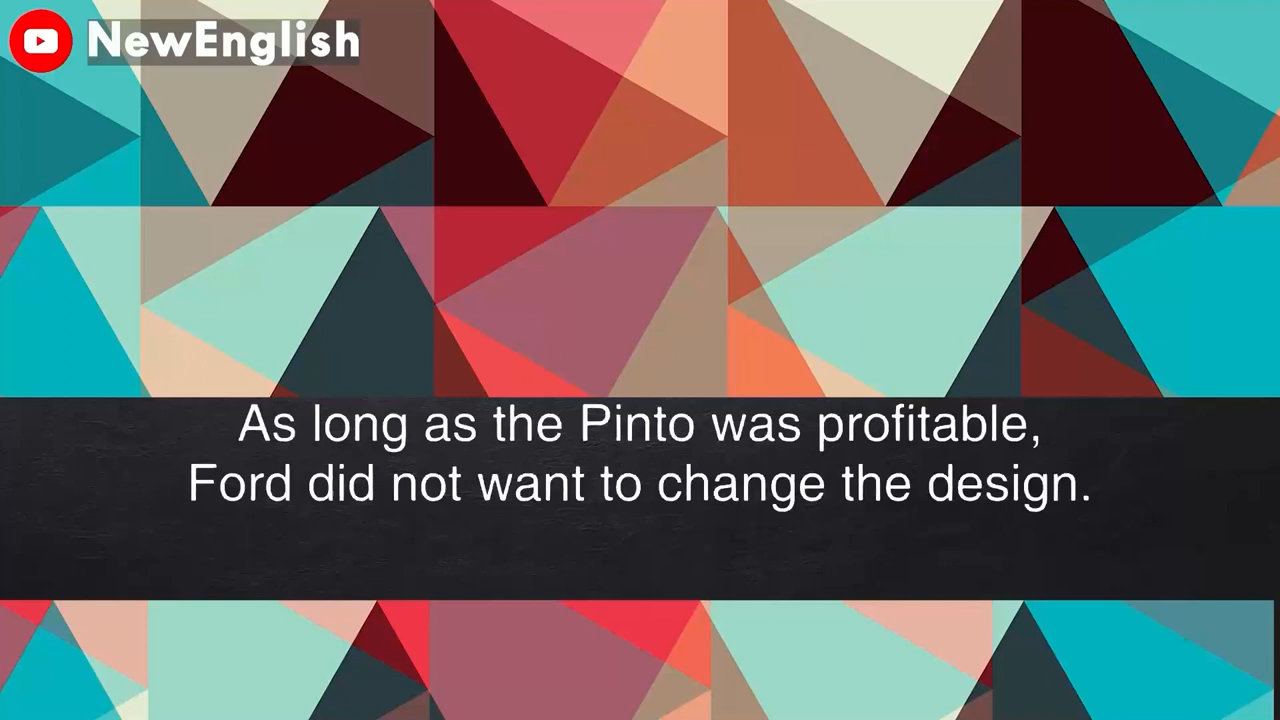 NewEnglish
As long as the Pinto was profitable,
Ford did not want to change the design.